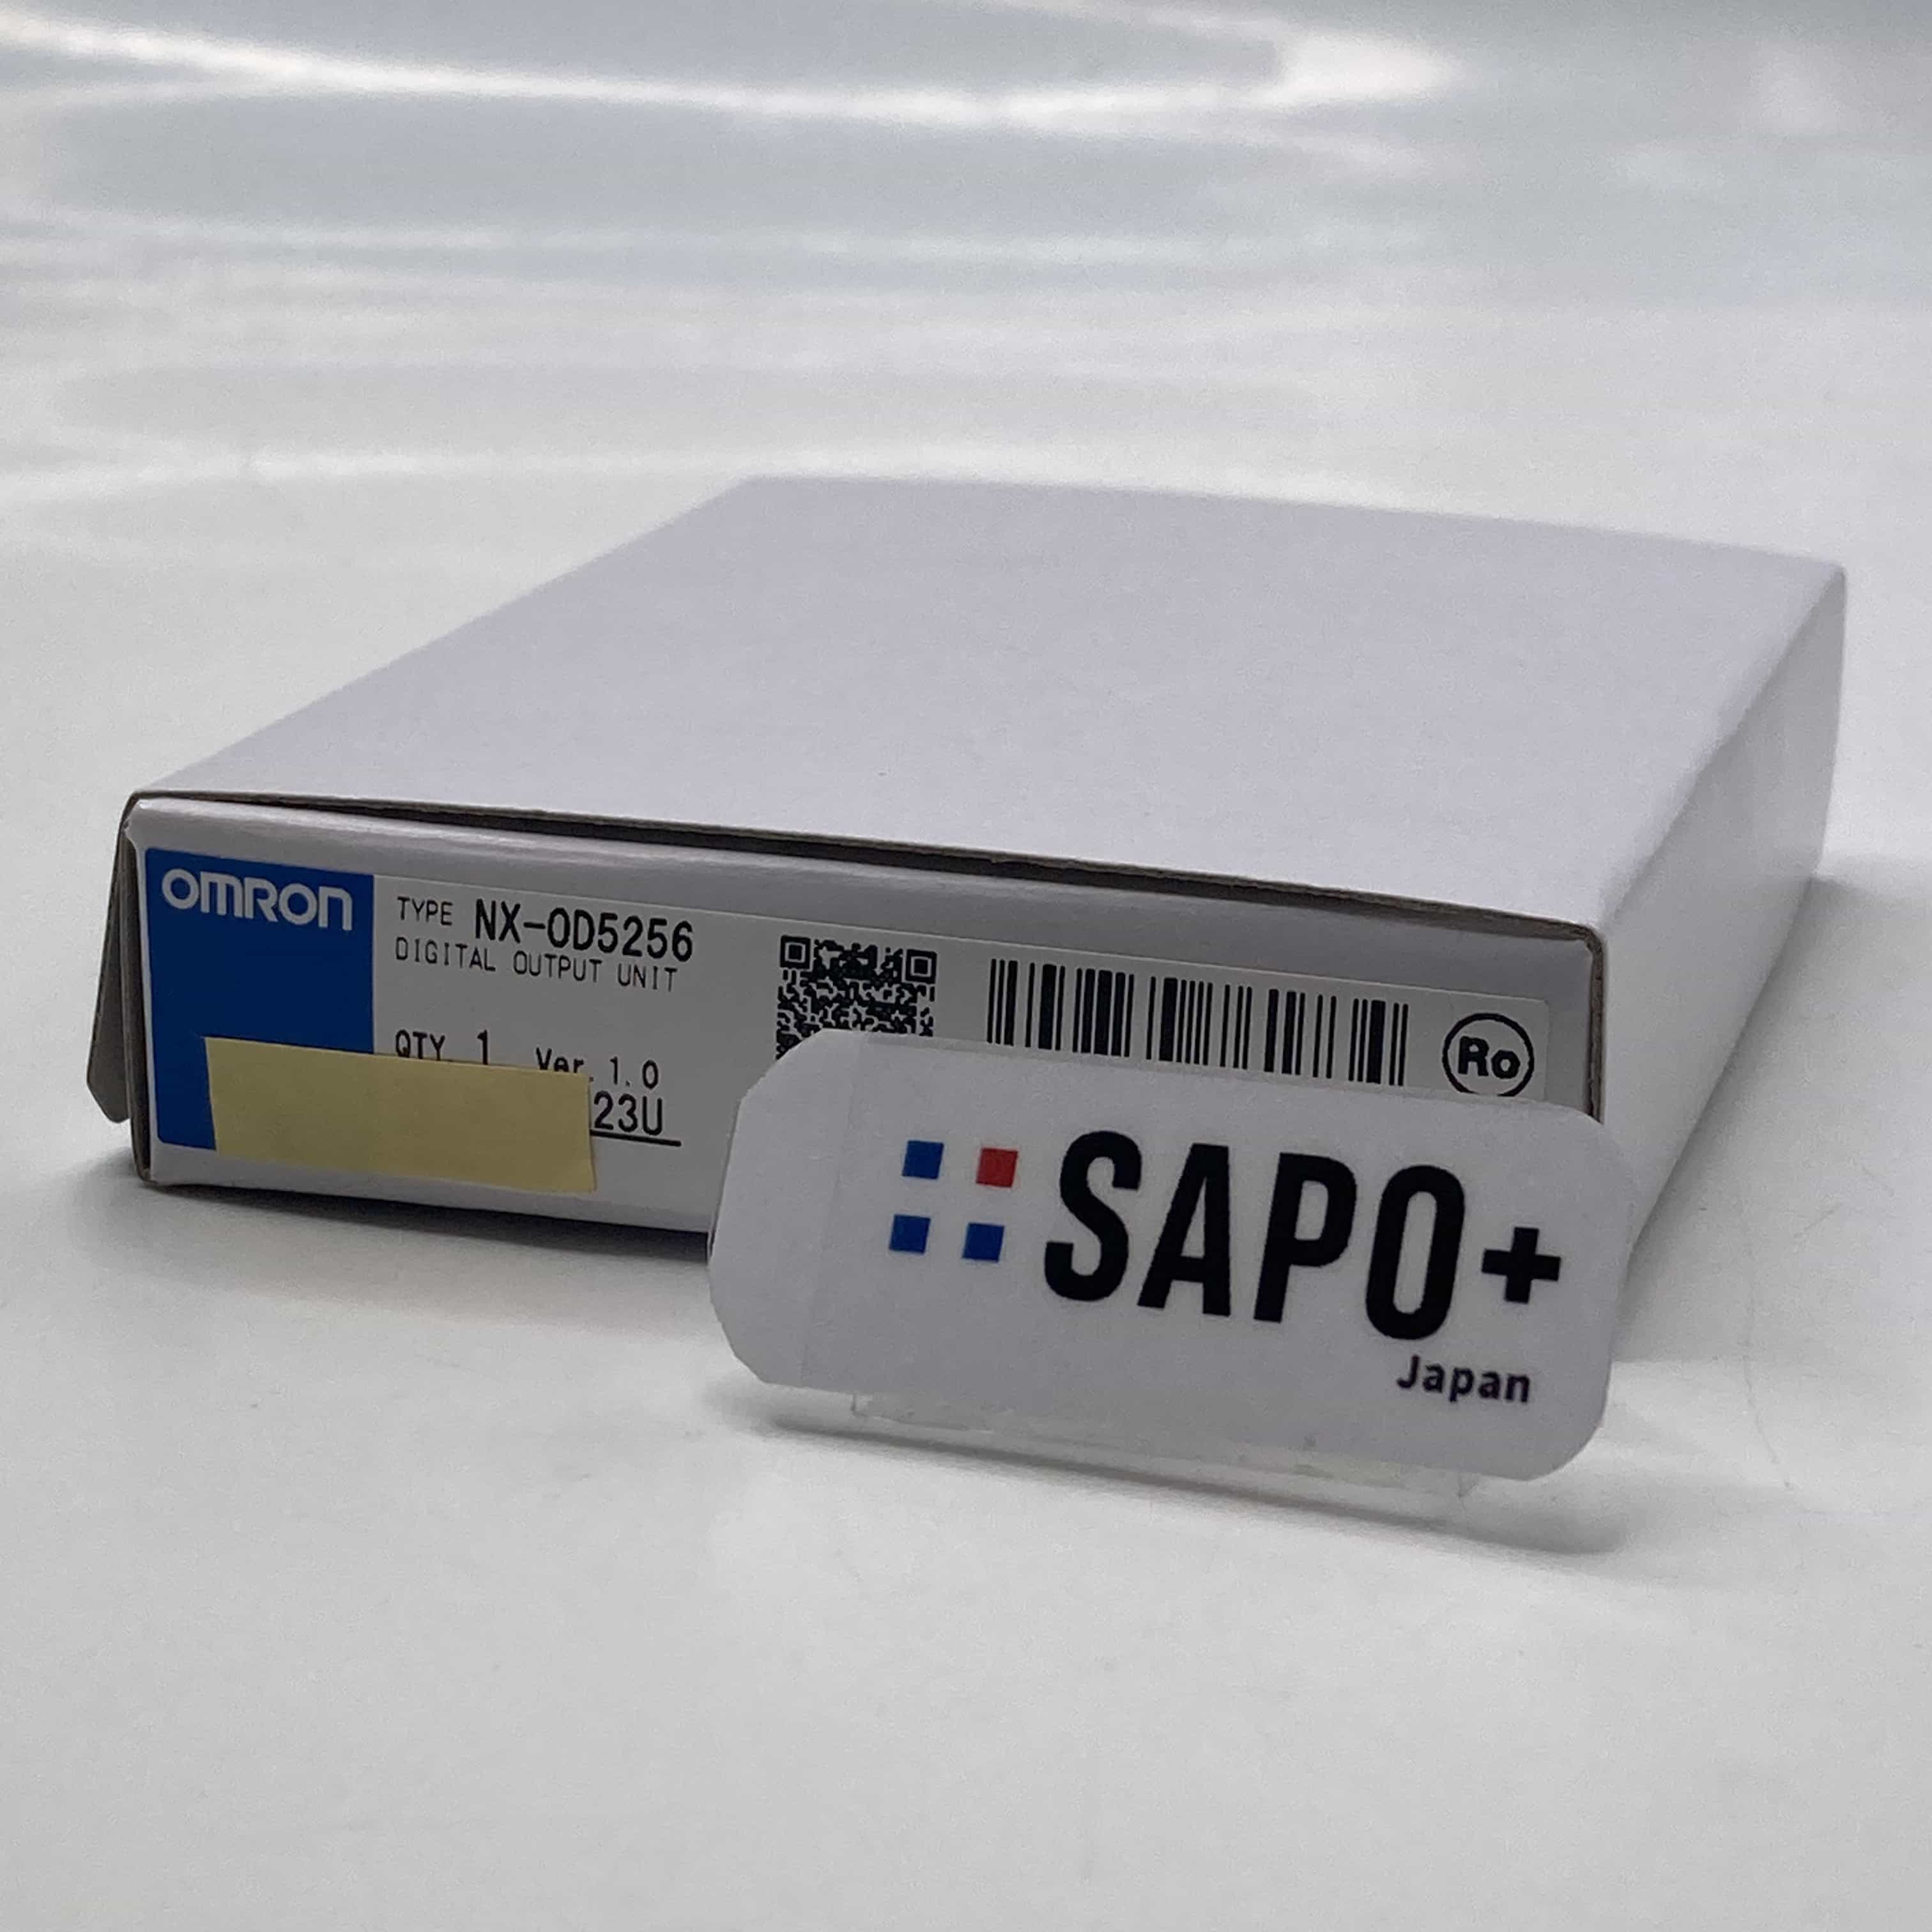 OMRON
TYPE NX-OD5256
DIGITAL OUTPUT UNIT
QTY. 1 Ver. 1.0
23U
Ro
SAPO+
Japan